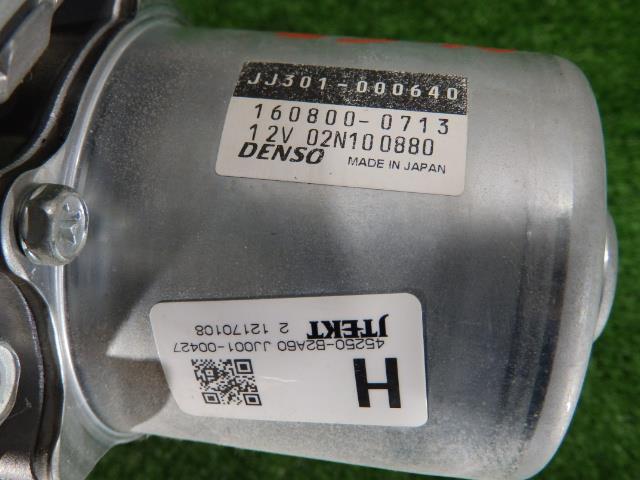 JJ301-000640
160800-0713
12V 02N100880
DENSO MADE IN JAPAN
JTEKT
2 12170108
45250-B2A60 JJ001-00427
H